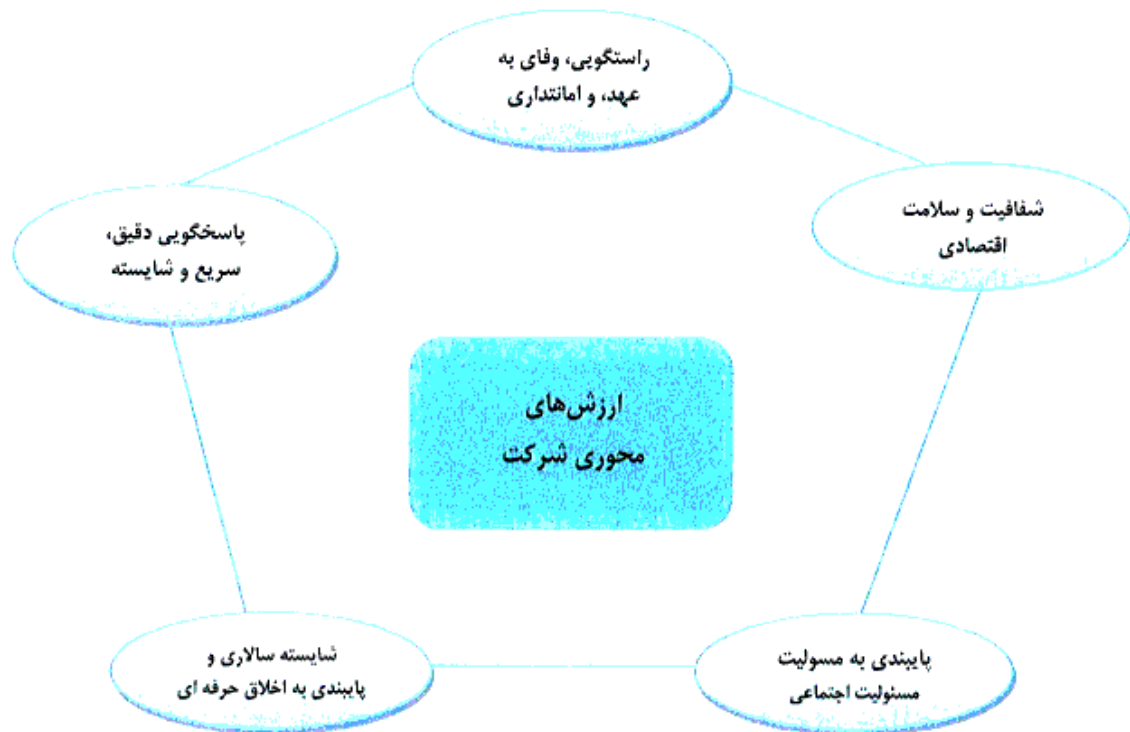 راستگویی، وفای به
عهد، و امانتداری
شفافیت و سلامت
اقتصادی
پاسخگویی دقیق،
سریع و شایسته
ارزش‌های
محوری شرکت
پایبندی به مسولیت
مسئولیت اجتماعی
شایسته سالاری و
پایبندی به اخلاق حرفه ای